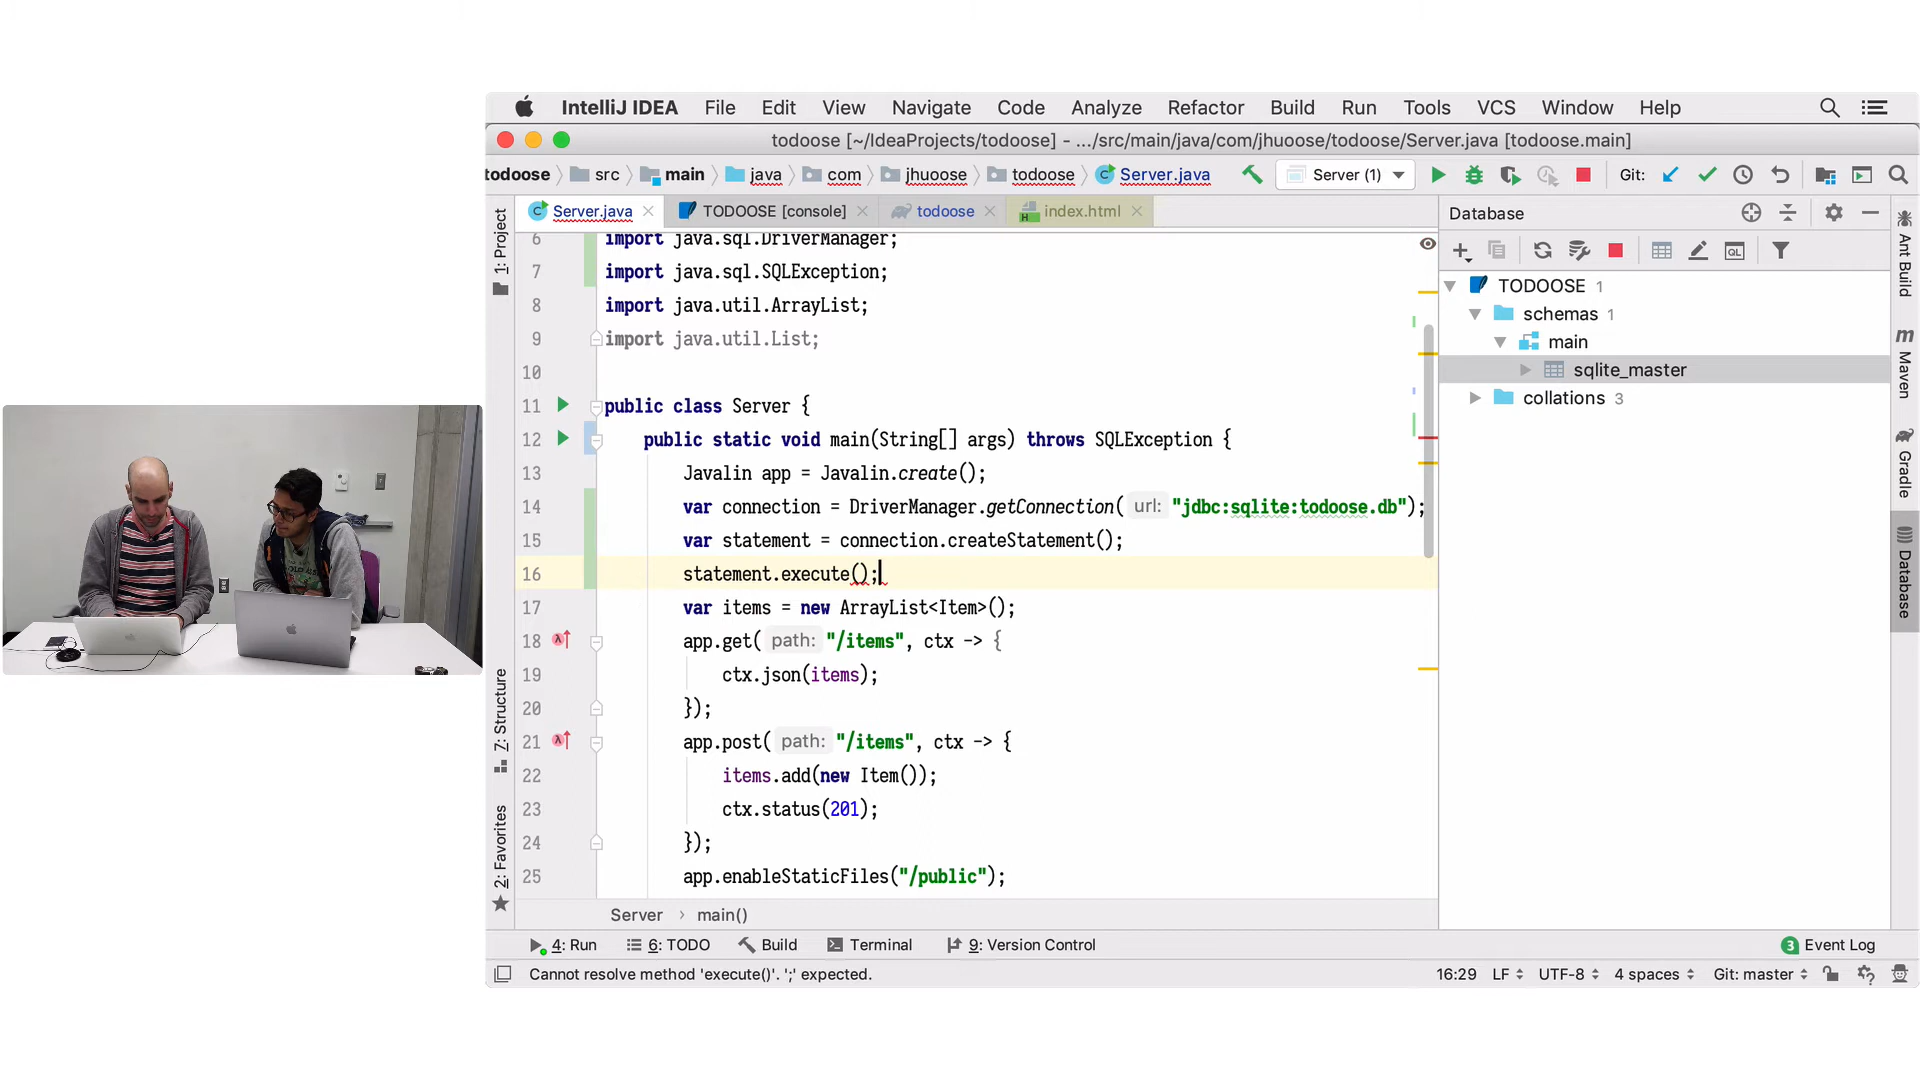 IntelliJ IDEA File Edit View Navigate Code Analyze Refactor Build Run Tools VCS Window Help
todoose [~/IdeaProjects/todoose] - .../src/main/java/com/jhuoose/todoose/Server.java [todoose.main]
todoose src main java com jhuoose todoose Server.java Server (1) Git:
Server.java TODOOSE [console] todoose index.html
Database
1: Project
7: Structure
2: Favorites
6 import java.sql.DriverManager;
7 import java.sql.SQLException;
8 import java.util.ArrayList;
9 import java.util.List;
10
11 public class Server {
12 public static void main(String[] args) throws SQLException {
13 Javalin app = Javalin.create();
14 var connection = DriverManager.getConnection( url: "jdbc:sqlite:todoose.db");
15 var statement = connection.createStatement();
16 statement.execute();
17 var items = new ArrayList<Item>();
18 app.get( path: "/items", ctx -> {
19 ctx.json(items);
20 });
21 app.post( path: "/items", ctx -> {
22 items.add(new Item());
23 ctx.status(201);
24 });
25 app.enableStaticFiles("/public");
Server › main()
QL
TODOOSE 1
schemas 1
main
sqlite_master
collations 3
Ant Build
m Maven
Gradle
Database
4: Run 6: TODO Build Terminal 9: Version Control 3 Event Log
Cannot resolve method 'execute()'. ';' expected. 16:29 LF UTF-8 4 spaces Git: master